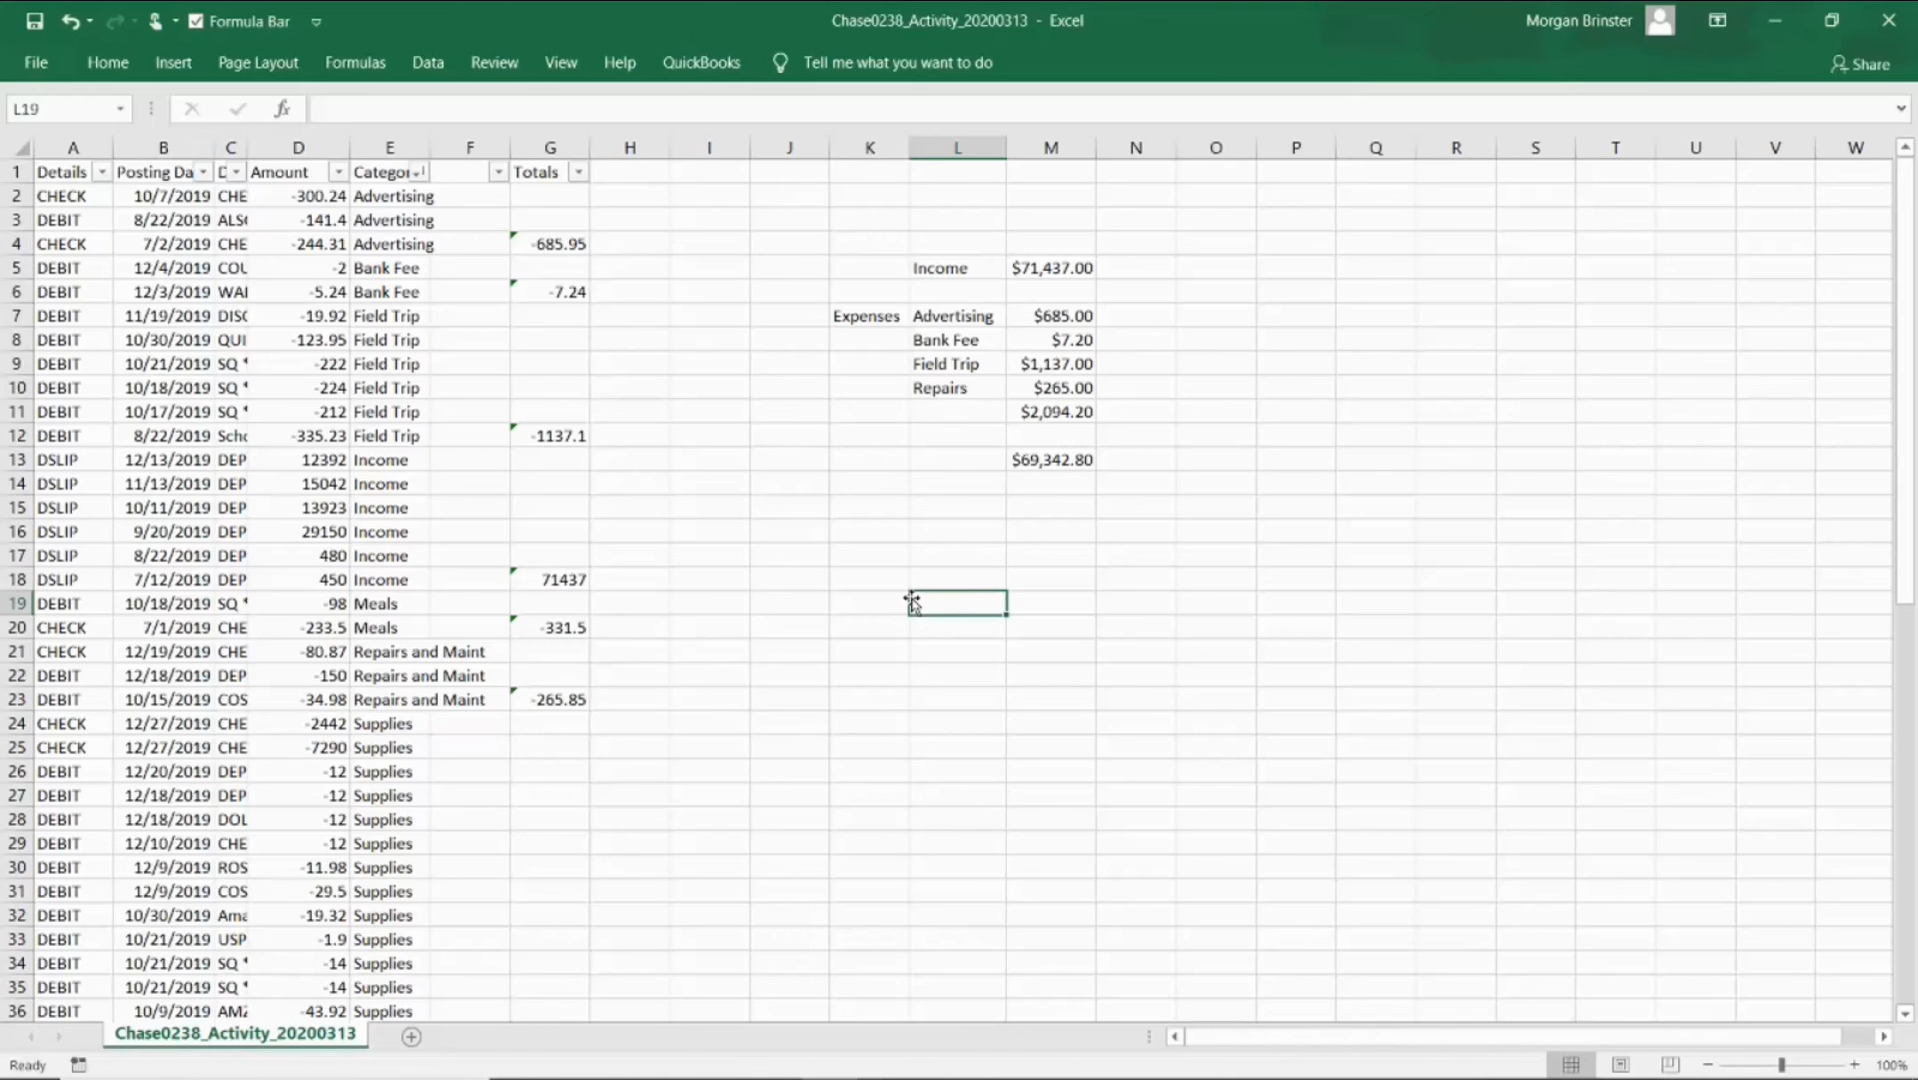 Formula Bar
Chase0238_Activity_20200313 - Excel
Morgan Brinster
File Home Insert Page Layout Formulas Data Review View Help QuickBooks Tell me what you want to do
Share
L19
fx
A B C D E F G H I J K L M N O P Q R S T U V W
1 Details Posting Da D Amount Categor Totals
2 CHECK 10/7/2019 CHE -300.24 Advertising
3 DEBIT 8/22/2019 ALSO -141.4 Advertising
4 CHECK 7/2/2019 CHE -244.31 Advertising -685.95
5 DEBIT 12/4/2019 COU -2 Bank Fee Income $71,437.00
6 DEBIT 12/3/2019 WAI -5.24 Bank Fee -7.24
7 DEBIT 11/19/2019 DISC -19.92 Field Trip Expenses Advertising $685.00
8 DEBIT 10/30/2019 QUI -123.95 Field Trip Bank Fee $7.20
9 DEBIT 10/21/2019 SQ * -222 Field Trip Field Trip $1,137.00
10 DEBIT 10/18/2019 SQ * -224 Field Trip Repairs $265.00
11 DEBIT 10/17/2019 SQ * -212 Field Trip $2,094.20
12 DEBIT 8/22/2019 Scho -335.23 Field Trip -1137.1
13 DSLIP 12/13/2019 DEP 12392 Income $69,342.80
14 DSLIP 11/13/2019 DEP 15042 Income
15 DSLIP 10/11/2019 DEP 13923 Income
16 DSLIP 9/20/2019 DEP 29150 Income
17 DSLIP 8/22/2019 DEP 480 Income
18 DSLIP 7/12/2019 DEP 450 Income 71437
19 DEBIT 10/18/2019 SQ * -98 Meals
20 CHECK 7/1/2019 CHE -233.5 Meals -331.5
21 CHECK 12/19/2019 CHE -80.87 Repairs and Maint
22 DEBIT 12/18/2019 DEP -150 Repairs and Maint
23 DEBIT 10/15/2019 COS -34.98 Repairs and Maint -265.85
24 CHECK 12/27/2019 CHE -2442 Supplies
25 CHECK 12/27/2019 CHE -7290 Supplies
26 DEBIT 12/20/2019 DEP -12 Supplies
27 DEBIT 12/18/2019 DEP -12 Supplies
28 DEBIT 12/18/2019 DOL -12 Supplies
29 DEBIT 12/10/2019 CHE -12 Supplies
30 DEBIT 12/9/2019 ROS -11.98 Supplies
31 DEBIT 12/9/2019 COS -29.5 Supplies
32 DEBIT 10/30/2019 Ama -19.32 Supplies
33 DEBIT 10/21/2019 USP -1.9 Supplies
34 DEBIT 10/21/2019 SQ * -14 Supplies
35 DEBIT 10/21/2019 SQ * -14 Supplies
36 DEBIT 10/9/2019 AMZ -43.92 Supplies
Chase0238_Activity_20200313
Ready
100%